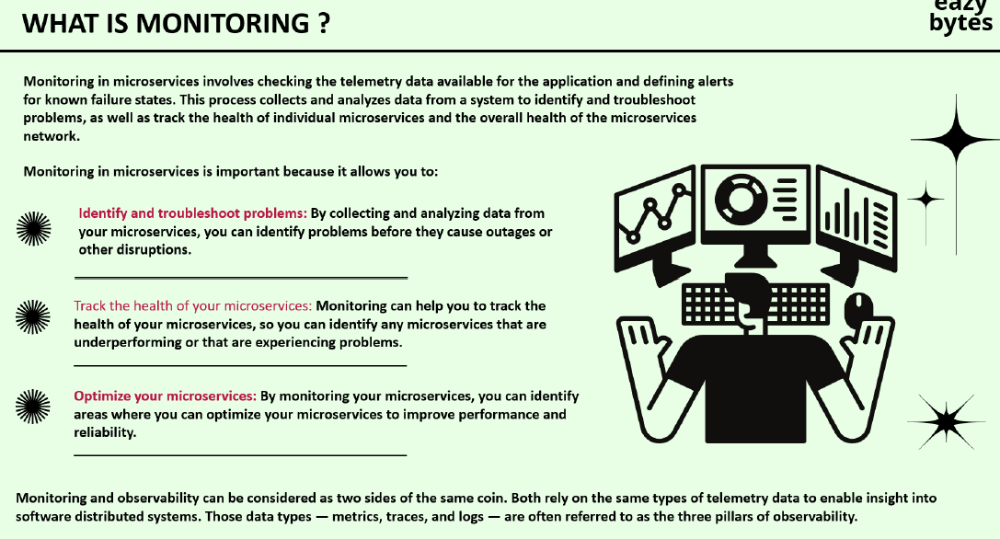 WHAT IS MONITORING ?
eazy
bytes
Monitoring in microservices involves checking the telemetry data available for the application and defining alerts
for known failure states. This process collects and analyzes data from a system to identify and troubleshoot
problems, as well as track the health of individual microservices and the overall health of the microservices
network.
Monitoring in microservices is important because it allows you to:
Identify and troubleshoot problems: By collecting and analyzing data from
your microservices, you can identify problems before they cause outages or
other disruptions.
Track the health of your microservices: Monitoring can help you to track the
health of your microservices, so you can identify any microservices that are
underperforming or that are experiencing problems.
Optimize your microservices: By monitoring your microservices, you can identify
areas where you can optimize your microservices to improve performance and
reliability.
Monitoring and observability can be considered as two sides of the same coin. Both rely on the same types of telemetry data to enable insight into
software distributed systems. Those data types — metrics, traces, and logs — are often referred to as the three pillars of observability.